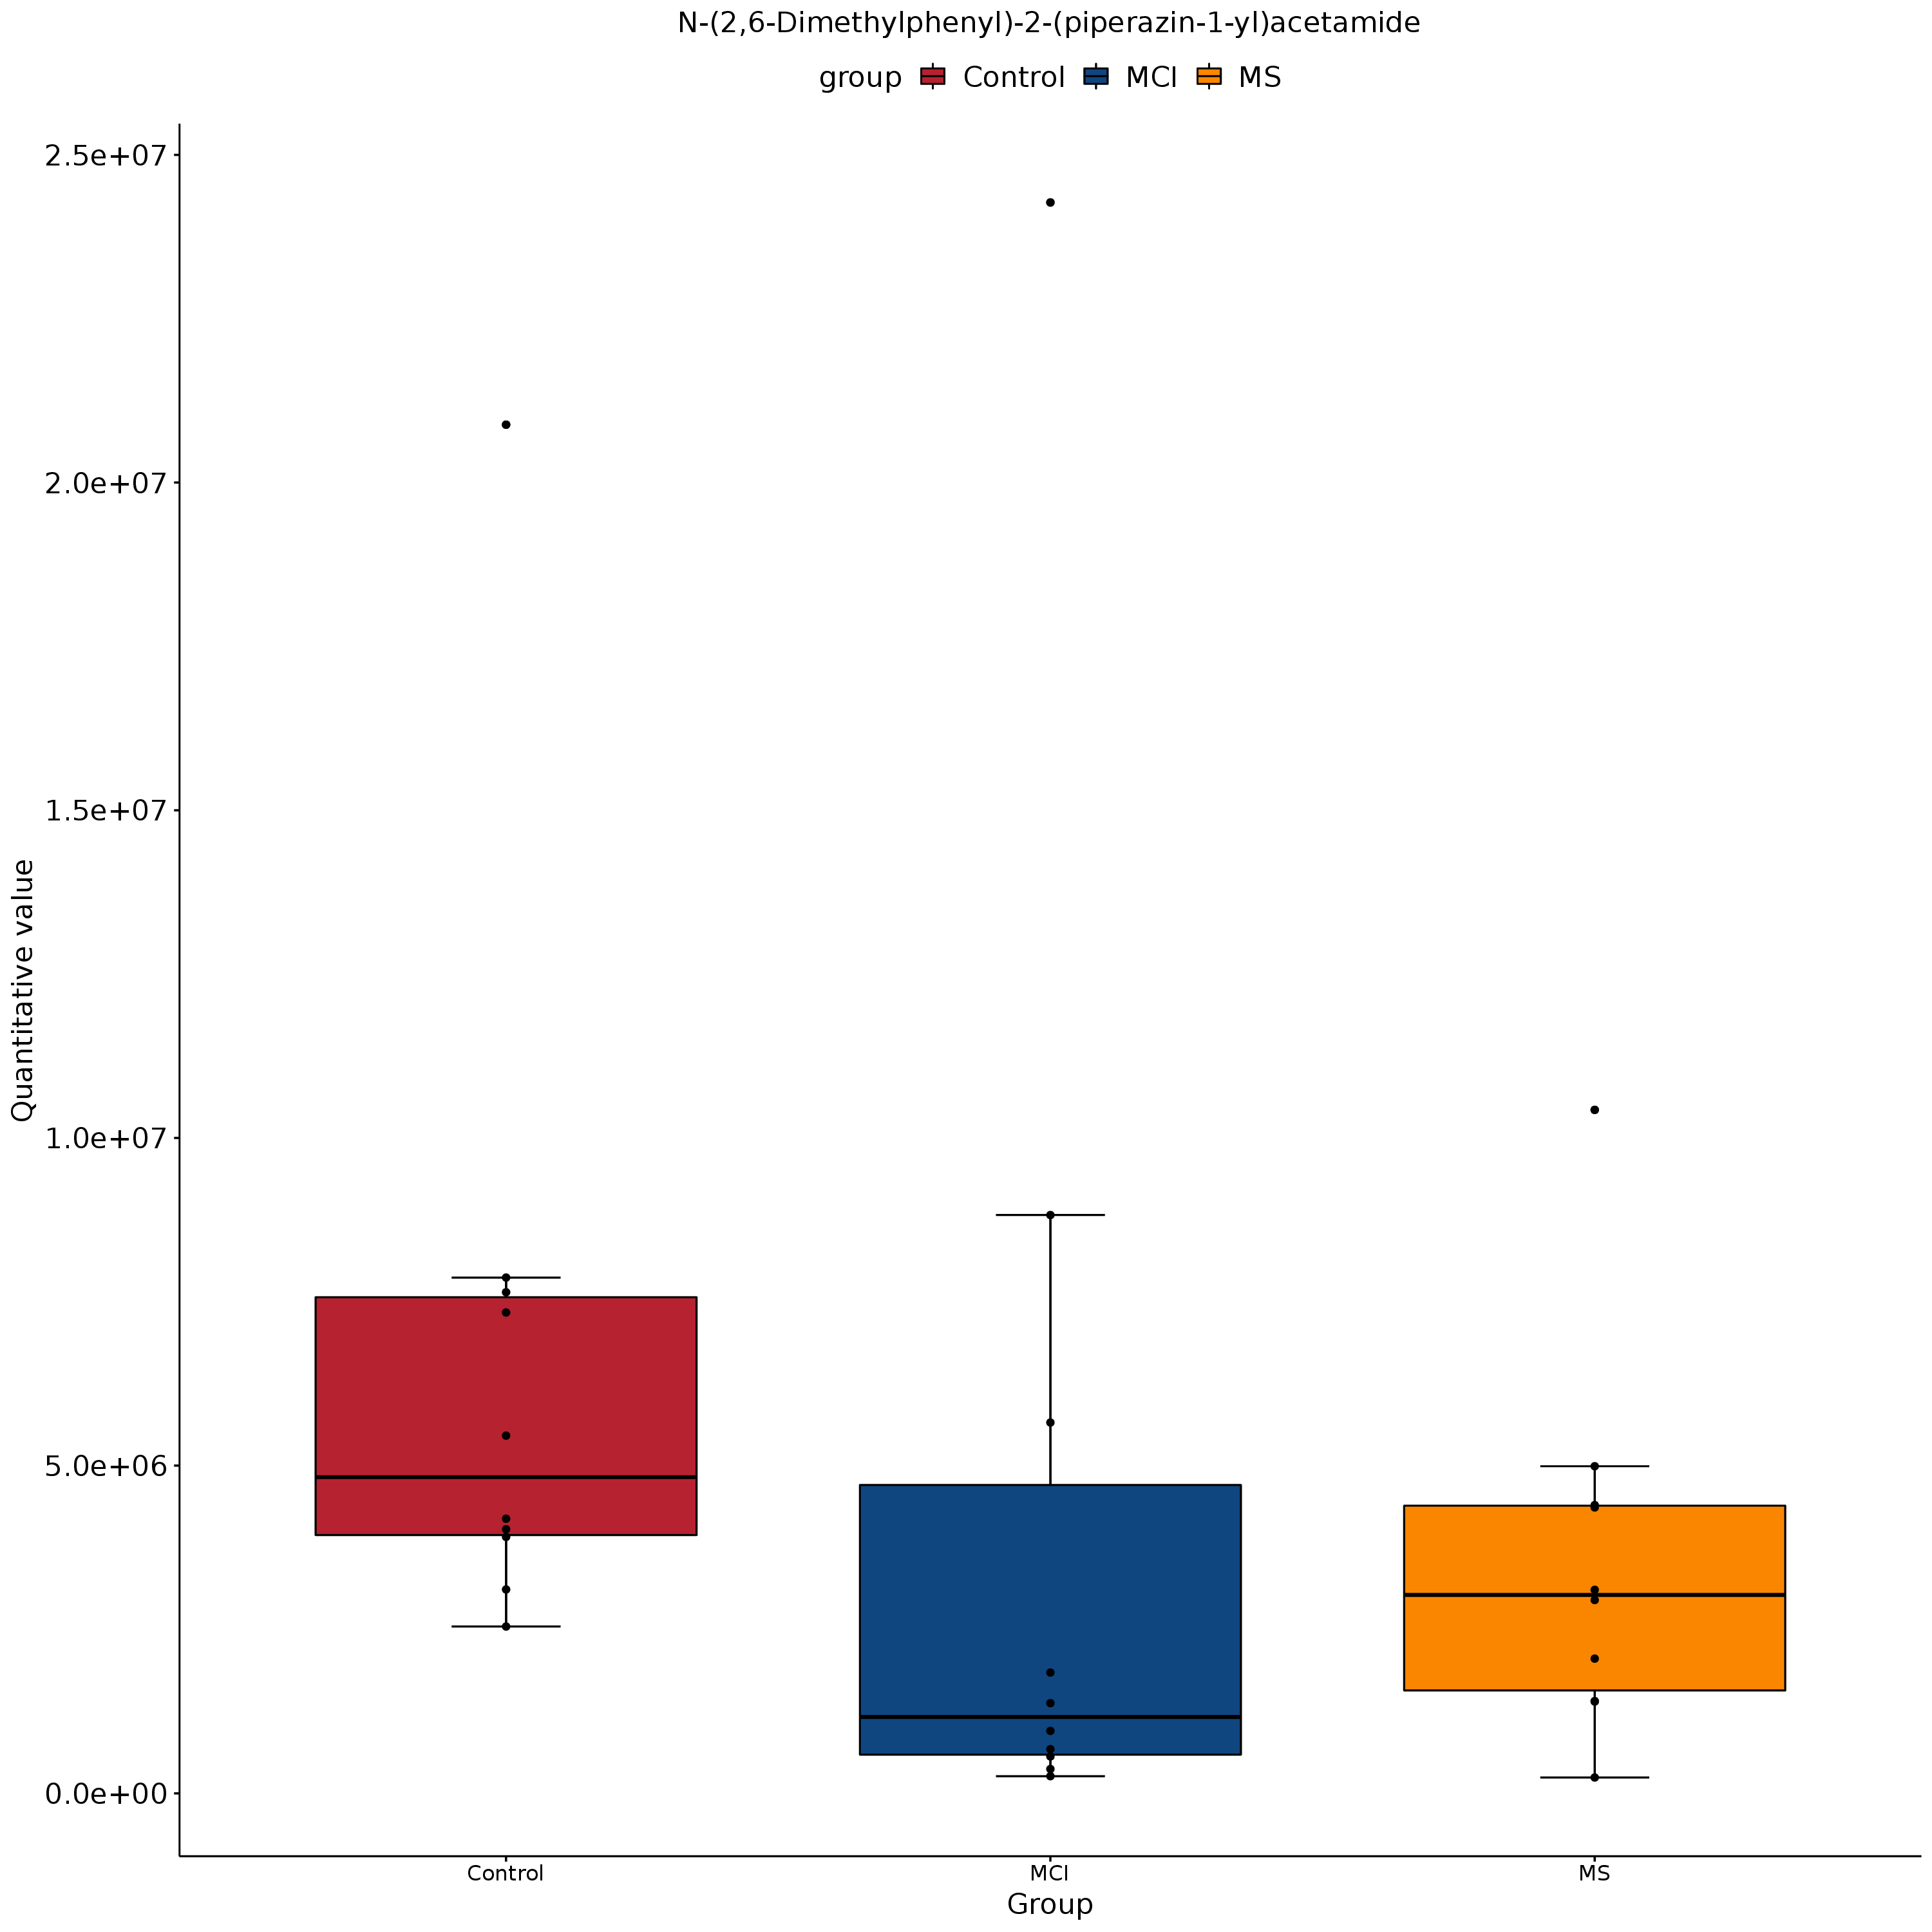 N-(2,6-Dimethylphenyl)-2-(piperazin-1-yl)acetamide
group Control MCI MS
2.5e+07
2.0e+07
1.5e+07
1.0e+07
5.0e+06
0.0e+00
Quantitative value
Control MCI MS
Group